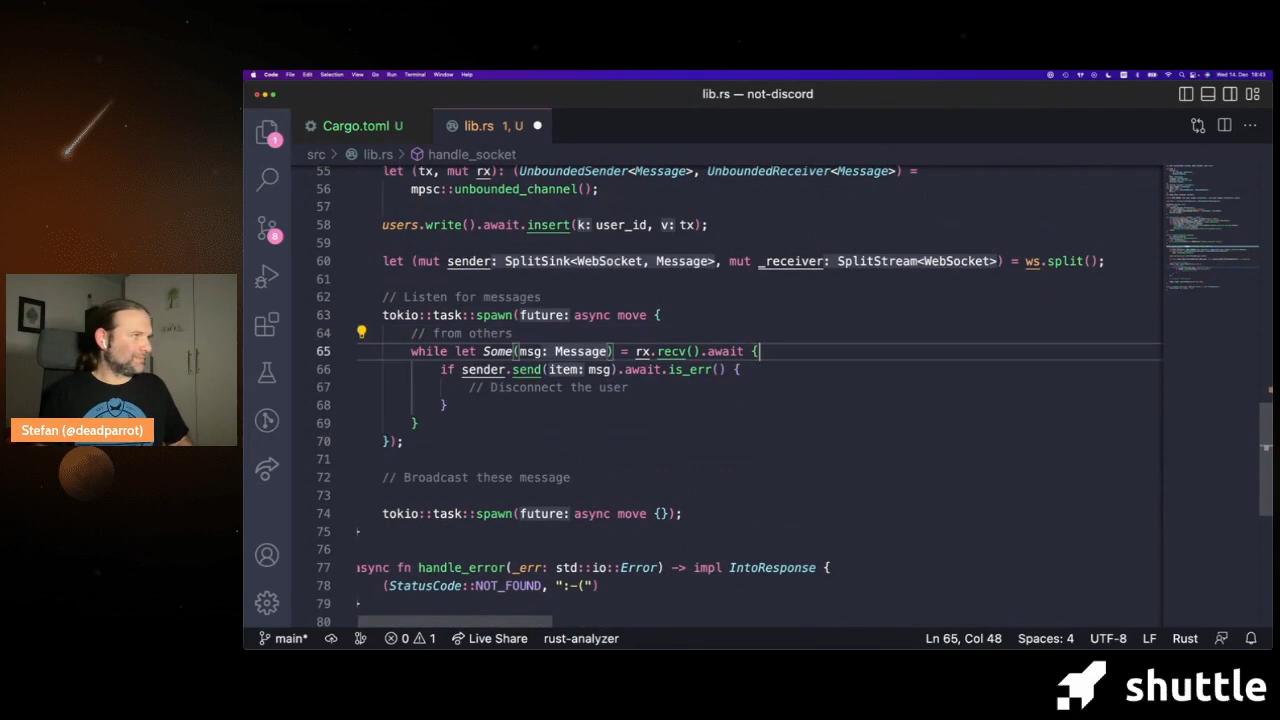 Code File Edit Selection View Go Run Terminal Window Help
Wed 14. Dec 18:43
lib.rs — not-discord
Cargo.toml U
lib.rs 1, U
src > lib.rs > handle_socket
1
8
55 let (tx, mut rx): (UnboundedSender<Message>, UnboundedReceiver<Message>) =
56 mpsc::unbounded_channel();
57
58 users.write().await.insert(k: user_id, v: tx);
59
60 let (mut sender: SplitSink<WebSocket, Message>, mut _receiver: SplitStream<WebSocket>) = ws.split();
61
62 // Listen for messages
63 tokio::task::spawn(future: async move {
64 // from others
65 while let Some(msg: Message) = rx.recv().await {
66 if sender.send(item: msg).await.is_err() {
67 // Disconnect the user
68 }
69 }
70 });
71
72 // Broadcast these message
73
74 tokio::task::spawn(future: async move {});
75
76
77 async fn handle_error(_err: std::io::Error) -> impl IntoResponse {
78 (StatusCode::NOT_FOUND, ":-(")
79
80
main*
0 1
Live Share
rust-analyzer
Ln 65, Col 48
Spaces: 4
UTF-8
LF
Rust
Stefan (@deadparrot)
shuttle